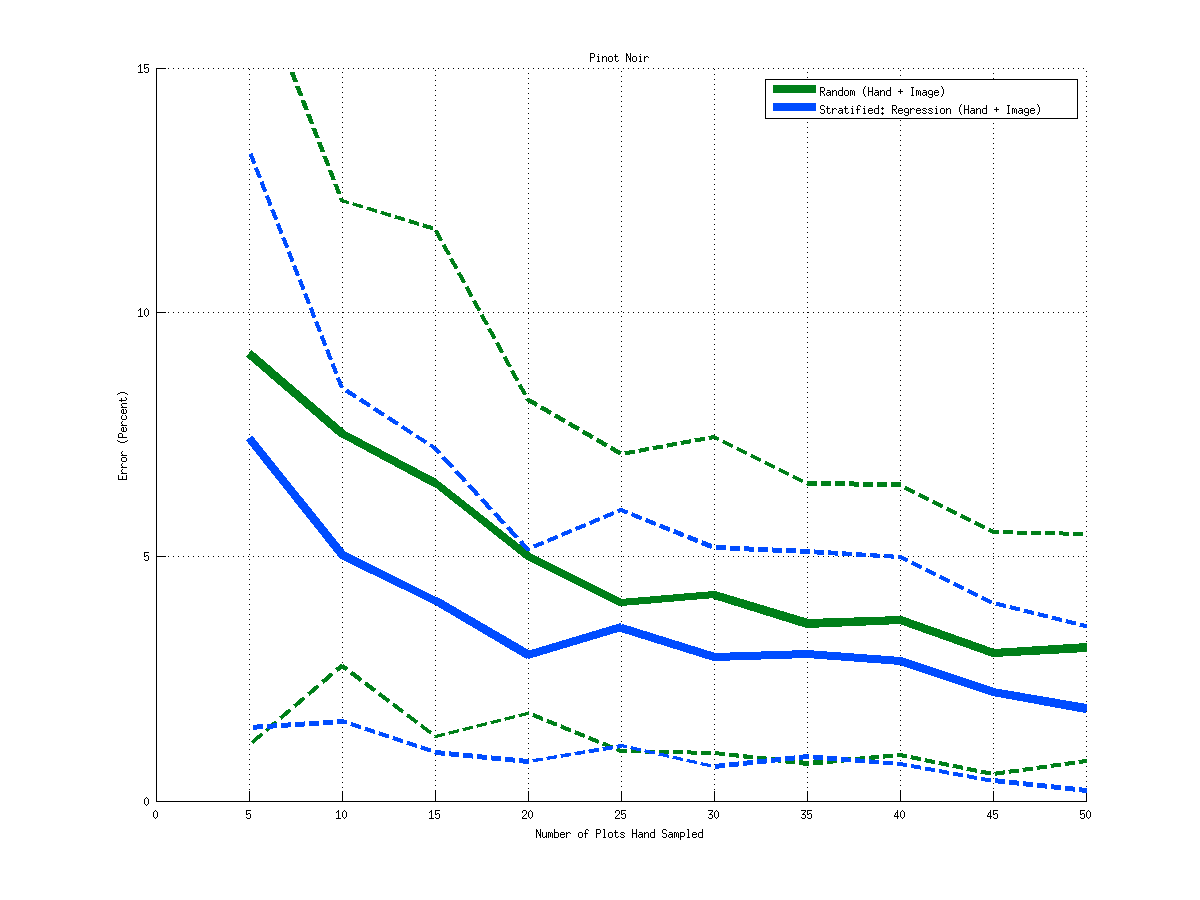 Pinot Noir
15
Random (Hand + Image)
Stratified: Regression (Hand + Image)
10
Error (Percent)
5
0
0 5 10 15 20 25 30 35 40 45 50
Number of Plots Hand Sampled